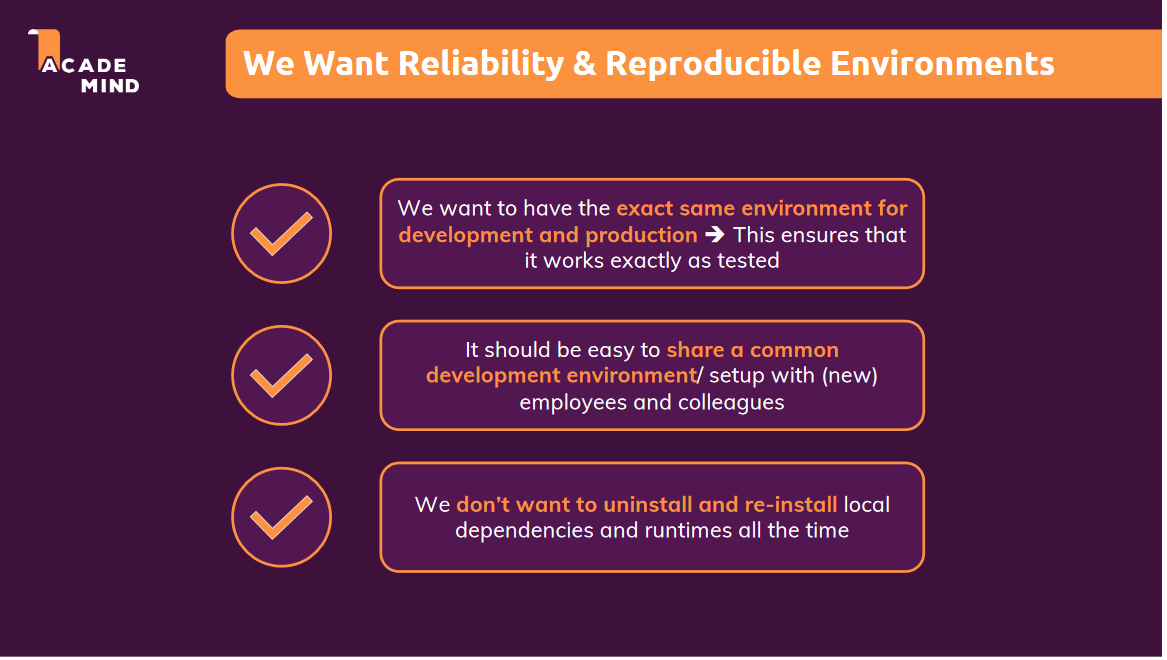 ACADE
MIND
We Want Reliability & Reproducible Environments
We want to have the exact same environment for
development and production ➔ This ensures that
it works exactly as tested
It should be easy to share a common
development environment/ setup with (new)
employees and colleagues
We don’t want to uninstall and re-install local
dependencies and runtimes all the time